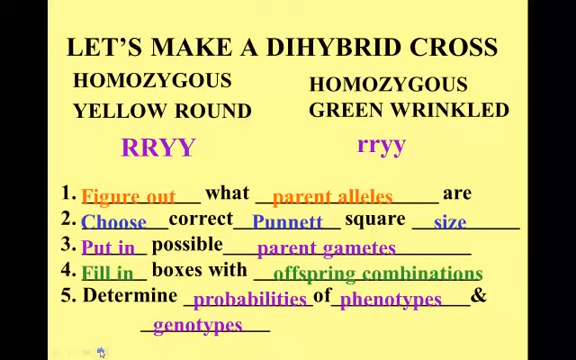 LET'S MAKE A DIHYBRID CROSS
HOMOZYGOUS
YELLOW ROUND
RRYY
HOMOZYGOUS
GREEN WRINKLED
rryy
1. Figure out what parent alleles are
2. Choose correct Punnett square size
3. Put in possible parent gametes
4. Fill in boxes with offspring combinations
5. Determine probabilities of phenotypes &
genotypes